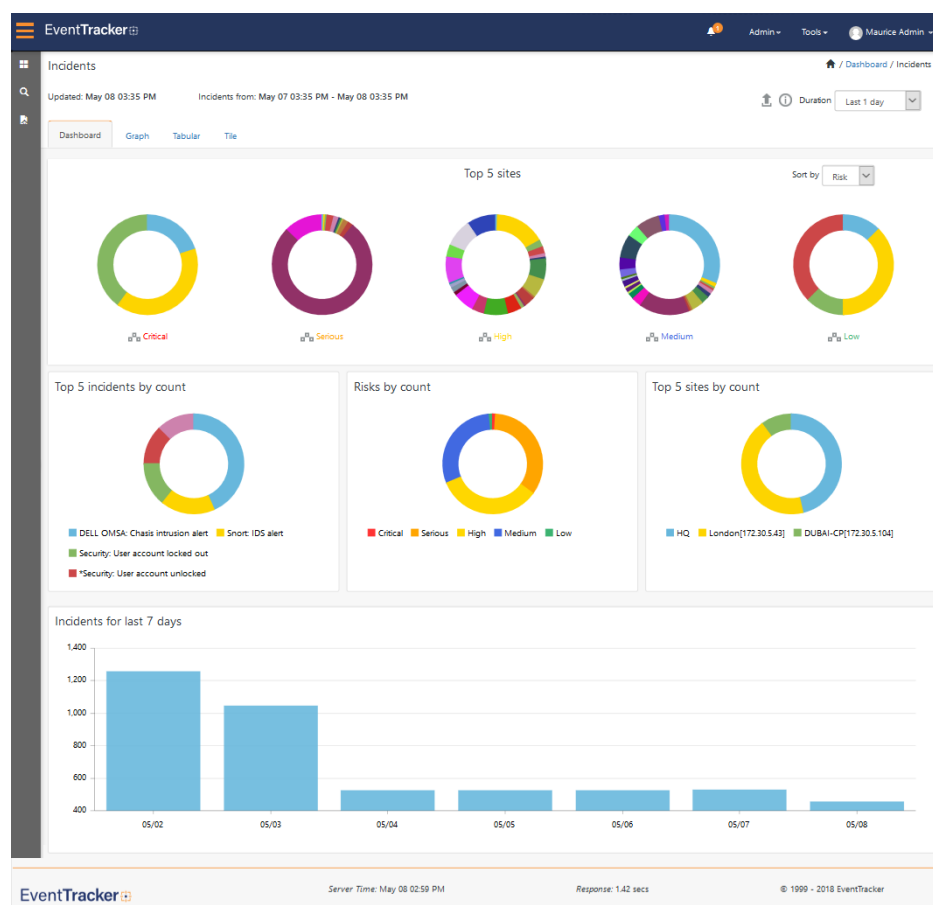 EventTracker
1
Admin
Tools
Maurice Admin
Incidents
/ Dashboard / Incidents
Updated: May 08 03:35 PM
Incidents from: May 07 03:35 PM - May 08 03:35 PM
Duration
Last 1 day
Dashboard
Graph
Tabular
Tile
Top 5 sites
Sort by
Risk
Critical
Serious
High
Medium
Low
Top 5 incidents by count
DELL OMSA: Chasis intrusion alert
Snort: IDS alert
Security: User account locked out
*Security: User account unlocked
Risks by count
Critical
Serious
High
Medium
Low
Top 5 sites by count
HQ
London[172.30.5.43]
DUBAI-CP[172.30.5.104]
Incidents for last 7 days
1,400
1,200
1,000
800
600
400
05/02
05/03
05/04
05/05
05/06
05/07
05/08
EventTracker
Server Time: May 08 02:59 PM
Response: 1.42 secs
© 1999 - 2018 EventTracker